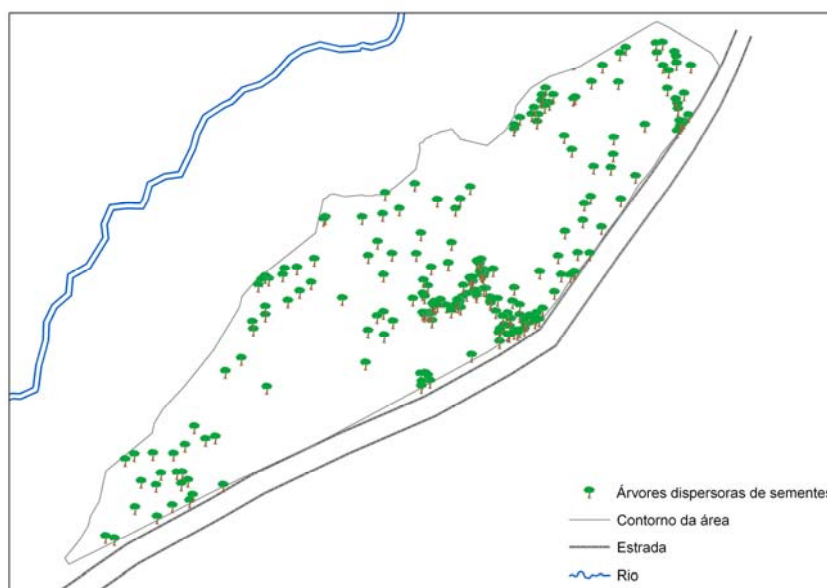 Árvores dispersoras de sementes
Contorno da área
Estrada
Rio